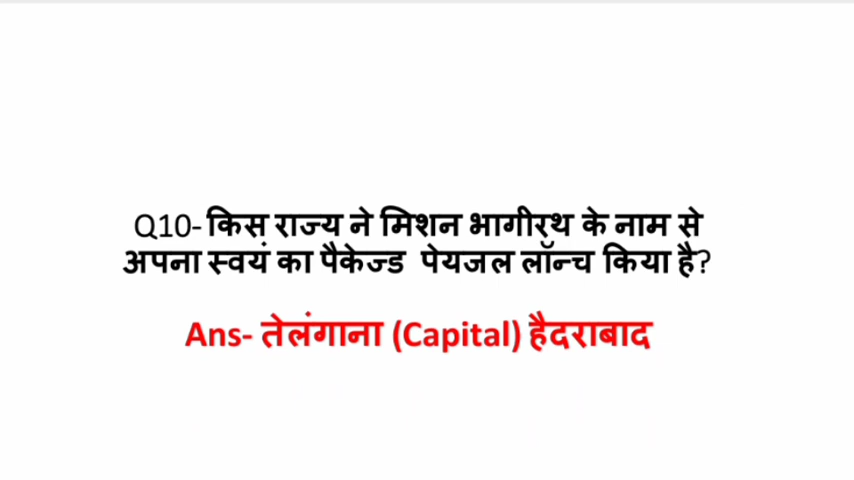 Q10- किस राज्य ने मिशन भागीरथ के नाम से
अपना स्वयं का पैकेज्ड पेयजल लॉन्च किया है?
Ans- तेलंगाना (Capital) हैदराबाद